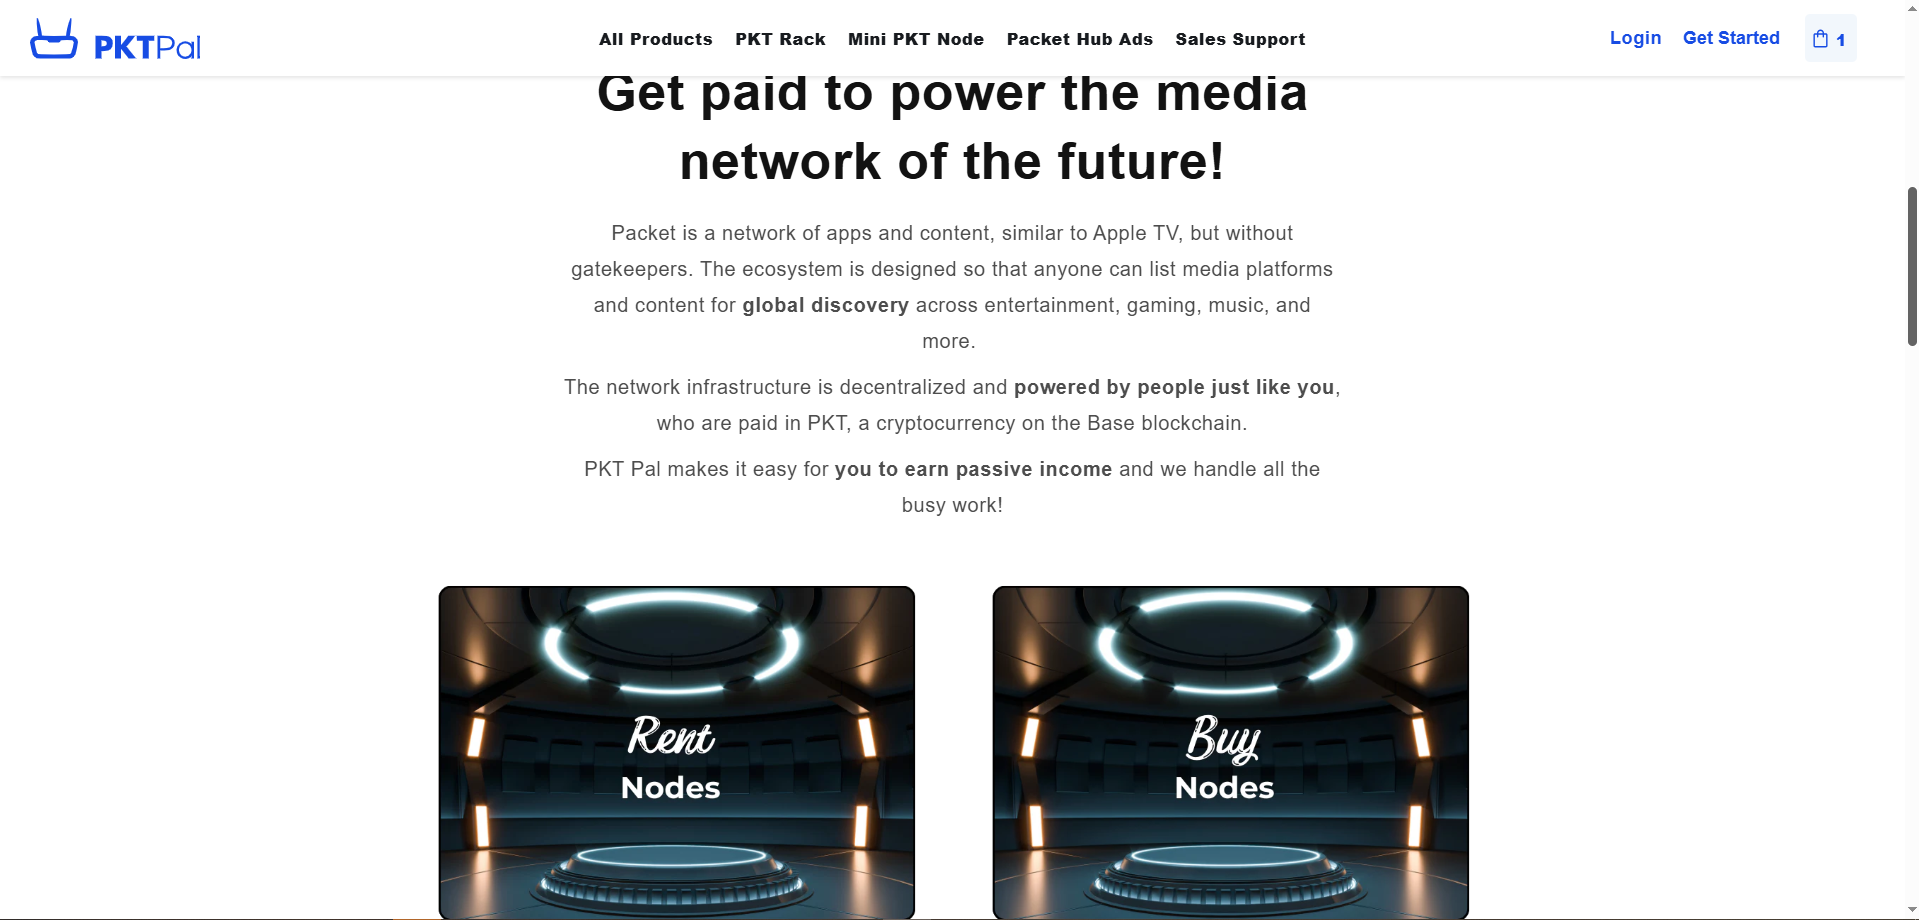 PKTPal
All Products
PKT Rack
Mini PKT Node
Packet Hub Ads
Sales Support
Login
Get Started
1
Get paid to power the media
network of the future!
Packet is a network of apps and content, similar to Apple TV, but without
gatekeepers. The ecosystem is designed so that anyone can list media platforms
and content for global discovery across entertainment, gaming, music, and
more.
The network infrastructure is decentralized and powered by people just like you,
who are paid in PKT, a cryptocurrency on the Base blockchain.
PKT Pal makes it easy for you to earn passive income and we handle all the
busy work!
Rent
Nodes
Buy
Nodes